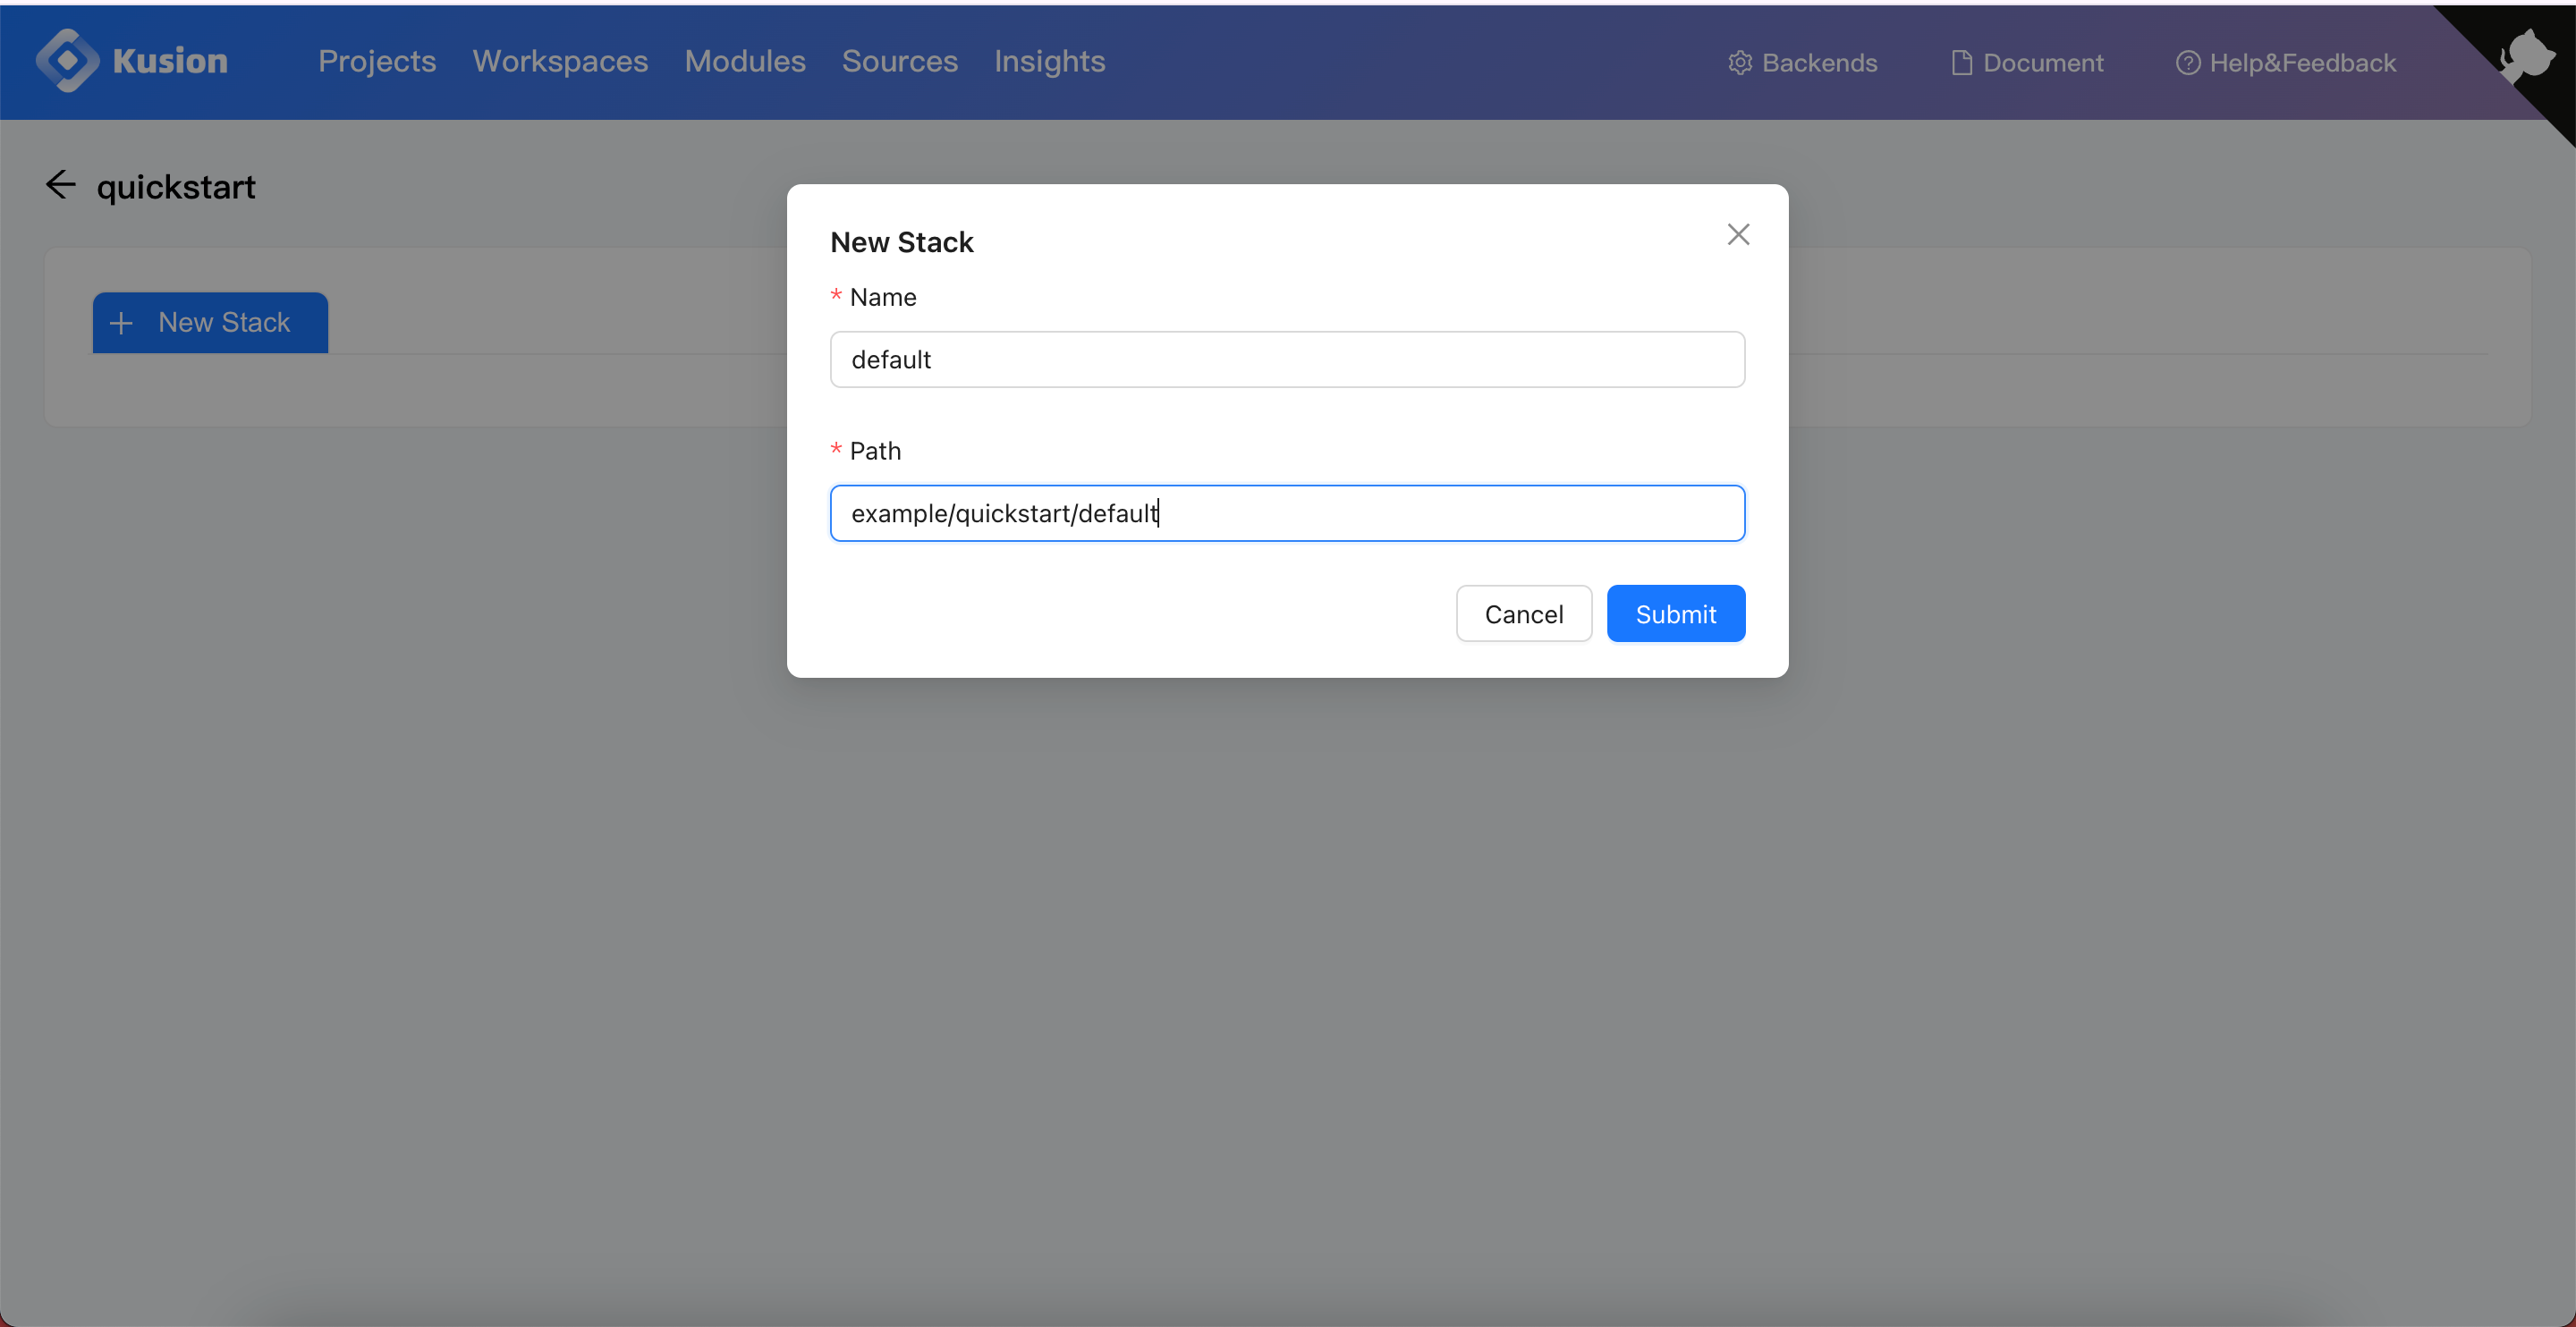 Kusion Projects Workspaces Modules Sources Insights Backends Document Help&Feedback
quickstart
New Stack
New Stack
* Name
default
* Path
example/quickstart/default
Cancel Submit